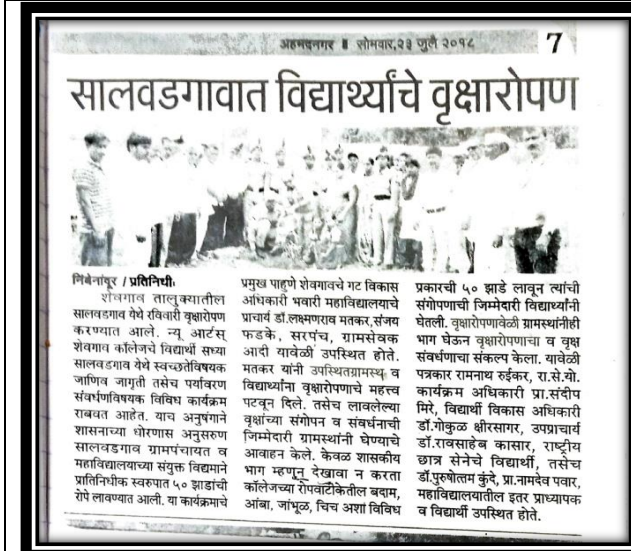 अहमदनगर ॥ सोमवार,२३ जुलै २०१८
7
सालवडगावात विद्यार्थ्यांचे वृक्षारोपण
निंबेनांदूर / प्रतिनिधी।
शेवगाव तालुक्यातील
सालवडगाव येथे रविवारी वृक्षारोपण
करण्यात आले. न्यू आर्टस्
शेवगाव कॉलेजचे विद्यार्थी सध्या
सालवडगाव येथे स्वच्छतेविषयक
जाणिव जागृती तसेच पर्यावरण
संवर्धनविषयक विविध कार्यक्रम
राबवत आहेत. याच अनुषंगाने
शासनाच्या धोरणास अनुसरुण
सालवडगाव ग्रामपंचायत व
महाविद्यालयाच्या संयुक्त विद्यमाने
प्रातिनिधीक स्वरुपात ५० झाडांची
रोपे लावण्यात आली. या कार्यक्रमाचे
प्रमुख पाहुणे शेवगावचे गट विकास
अधिकारी भवारी महाविद्यालयाचे
प्राचार्य डॉ.लक्ष्मणराव मतकर,संजय
फडके, सरपंच, ग्रामसेवक
आदी यावेळी उपस्थित होते.
मतकर यांनी उपस्थितग्रामस्थ व
विद्यार्थ्यांना वृक्षारोपणाचे महत्त्व
पटवून दिले. तसेच लावलेल्या
वृक्षांच्या संगोपन व संवर्धनाची
जिम्मेदारी ग्रामस्थांनी घेण्याचे
आवाहन केले. केवळ शासकीय
भाग म्हणून देखावा न करता
कॉलेजच्या रोपवाटीकेतील बदाम,
आंबा, जांभूळ, चिच अशा विविध
प्रकारची ५० झाडे लावून त्यांची
संगोपणाची जिम्मेदारी विद्यार्थ्यांनी
घेतली. वृक्षारोपणावेळी ग्रामस्थांनीही
भाग घेऊन वृक्षारोपणाचा व वृक्ष
संवर्धणाचा संकल्प केला. यावेळी
पत्रकार रामनाथ रुईकर, रा.से.यो.
कार्यक्रम अधिकारी प्रा.संदीप
मिरे, विद्यार्थी विकास अधिकारी
डॉ.गोकुळ क्षीरसागर, उपप्राचार्य
डॉ.रावसाहेब कासार, राष्ट्रीय
छात्र सेनेचे विद्यार्थी, तसेच
डॉ.पुरुषोत्तम कुंदे, प्रा.नामदेव पवार,
महाविद्यालयातील इतर प्राध्यापक
व विद्यार्थी उपस्थित होते.